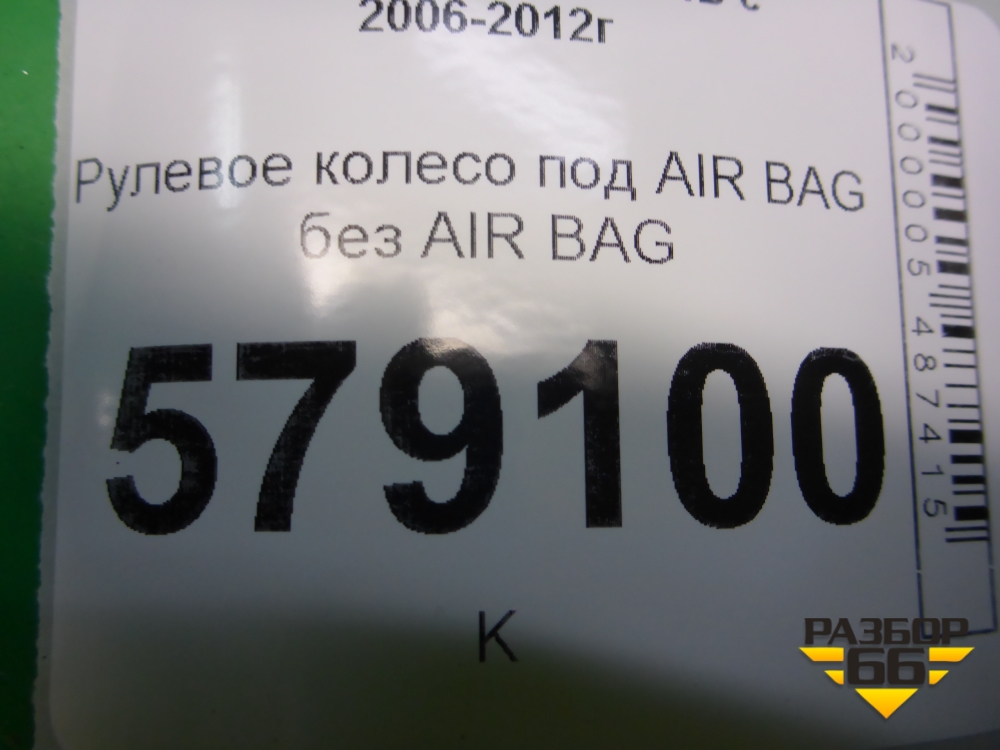 2006-2012г
Рулевое колесо под AIR BAG
без AIR BAG
579100
К
2000005487415
РАЗБОР
66